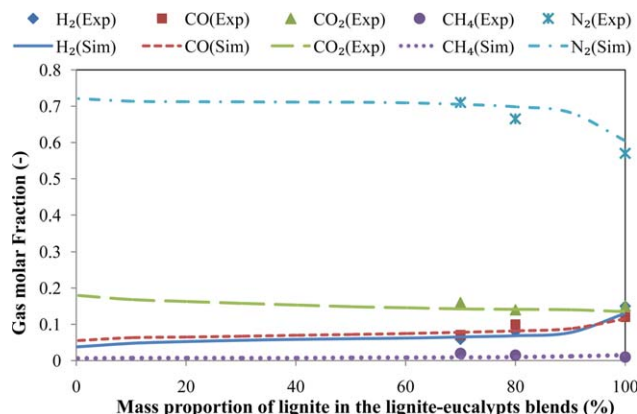 H₂(Exp) CO(Exp) CO₂(Exp) CH₄(Exp) N₂(Exp)
H₂(Sim) CO(Sim) CO₂(Exp) CH₄(Sim) N₂(Sim)
0.8
0.7
0.6
0.5
0.4
0.3
0.2
0.1
0
Gas molar Fraction (-)
0 20 40 60 80 100
Mass proportion of lignite in the lignite-eucalypts blends (%)